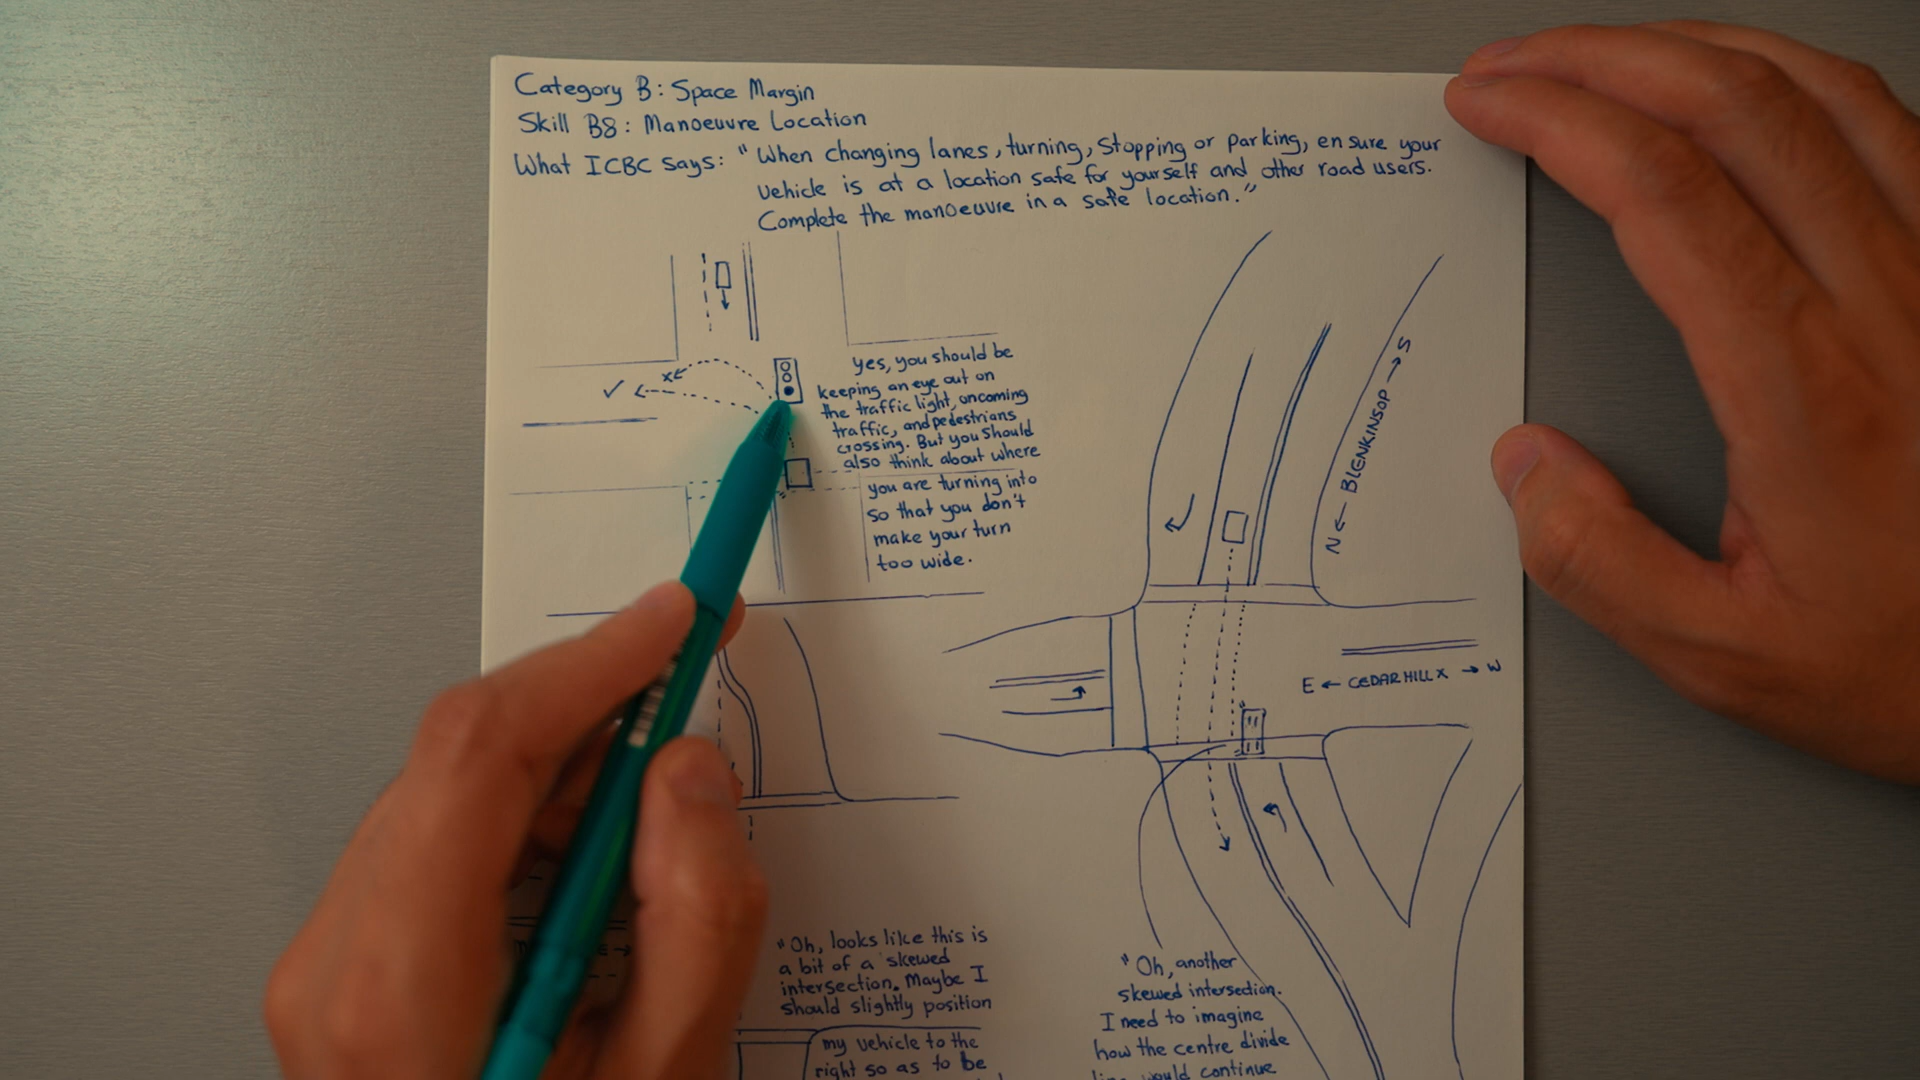 Category B: Space Margin
Skill B8: Manoeuvre Location
What ICBC says: "When changing lanes, turning, stopping or parking, ensure your
vehicle is at a location safe for yourself and other road users.
Complete the manoeuvre in a safe location."
yes, you should be
keeping an eye out on
the traffic light, oncoming
traffic, and pedestrians
crossing. But you should
also think about where
you are turning into
so that you don't
make your turn
too wide.
N ← BLENKINSOP → S
E ← CEDAR HILL X → W
"Oh, looks like this is
a bit of a skewed
intersection. Maybe I
should slightly position
my vehicle to the
right so as to be
"Oh, another
skewed intersection.
I need to imagine
how the centre divide
line would continue